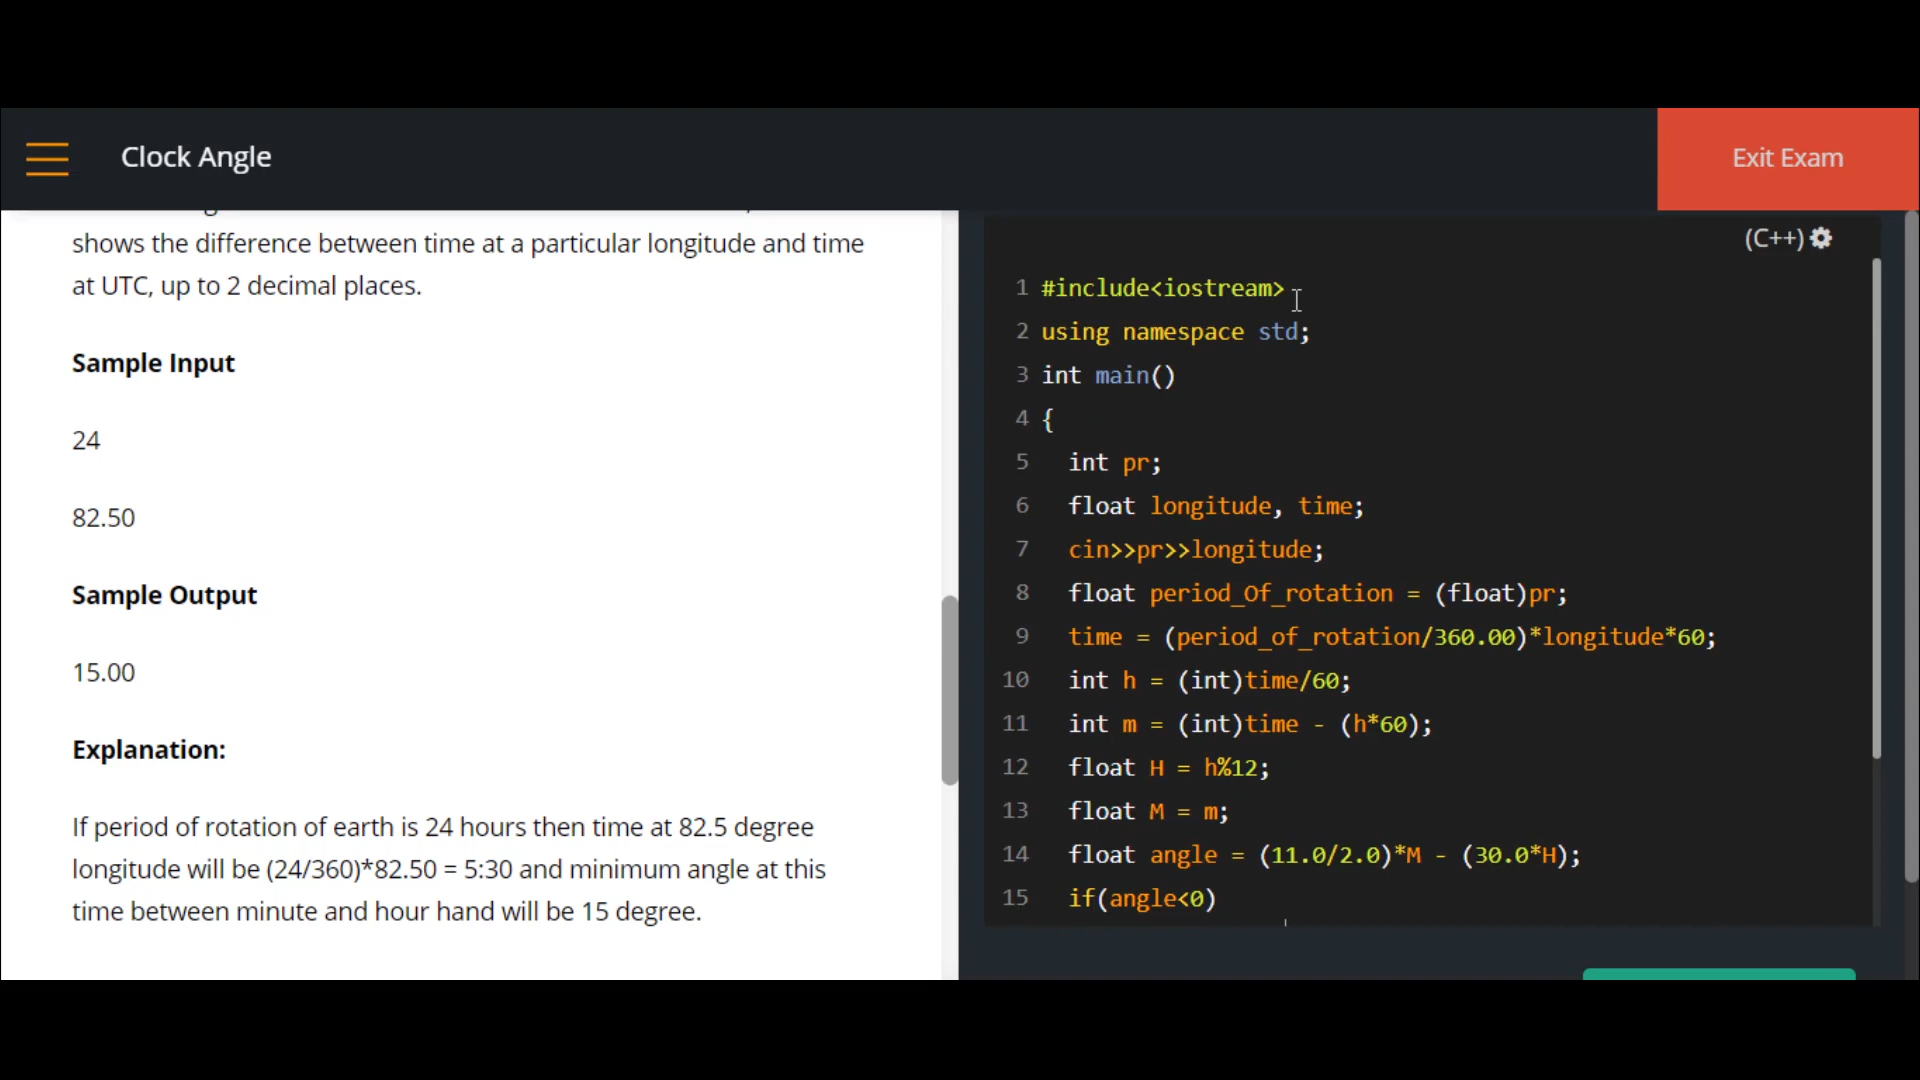 Clock Angle
Exit Exam
shows the difference between time at a particular longitude and time
at UTC, up to 2 decimal places.
Sample Input
24
82.50
Sample Output
15.00
Explanation:
If period of rotation of earth is 24 hours then time at 82.5 degree
longitude will be (24/360)*82.50 = 5:30 and minimum angle at this
time between minute and hour hand will be 15 degree.
(C++)
1 #include<iostream>
2 using namespace std;
3 int main()
4 {
5 int pr;
6 float longitude, time;
7 cin>>pr>>longitude;
8 float period_Of_rotation = (float)pr;
9 time = (period_of_rotation/360.00)*longitude*60;
10 int h = (int)time/60;
11 int m = (int)time - (h*60);
12 float H = h%12;
13 float M = m;
14 float angle = (11.0/2.0)*M - (30.0*H);
15 if(angle<0)